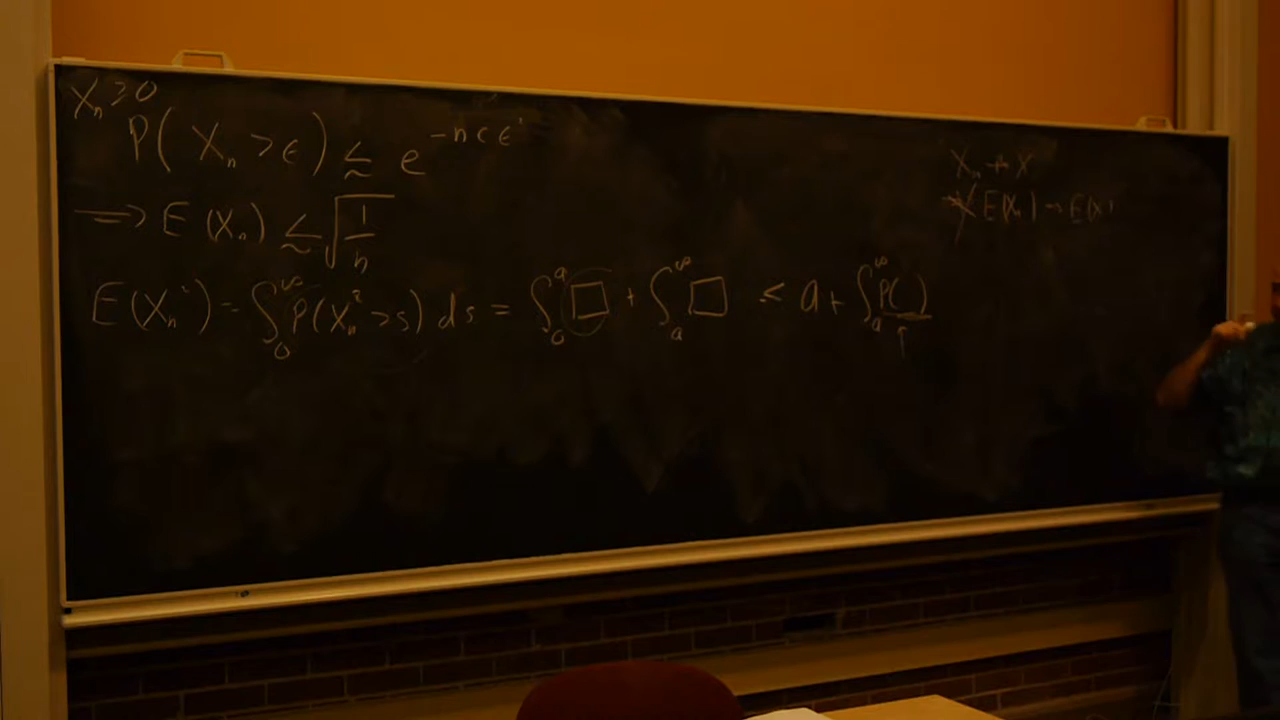 Xₙ ≥ 0
P( Xₙ > ϵ ) ≲ e^{-ncϵ²}
⟹ E (Xₙ) ≲ √(1/n)
E(Xₙ²) = ∫₀^∞ P(Xₙ² > s) ds = ∫₀^a □ + ∫ₐ^∞ □ ≤ a + ∫ₐ^∞ P( ) ↑
Xₙ → X
⇏ E(Xₙ) → E(X)